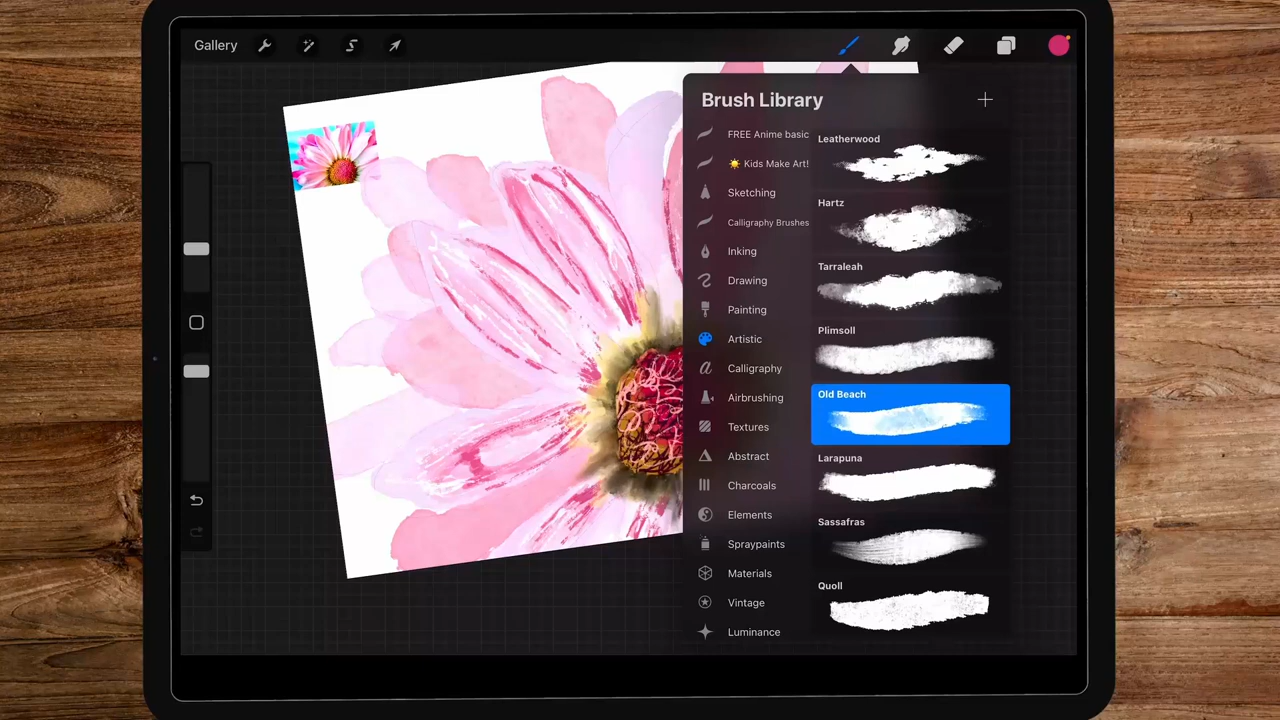 Gallery
Brush Library
FREE Anime basic
Kids Make Art!
Sketching
Calligraphy Brushes
Inking
Drawing
Painting
Artistic
Calligraphy
Airbrushing
Textures
Abstract
Charcoals
Elements
Spraypaints
Materials
Vintage
Luminance
Leatherwood
Hartz
Tarraleah
Plimsoll
Old Beach
Larapuna
Sassafras
Quoll